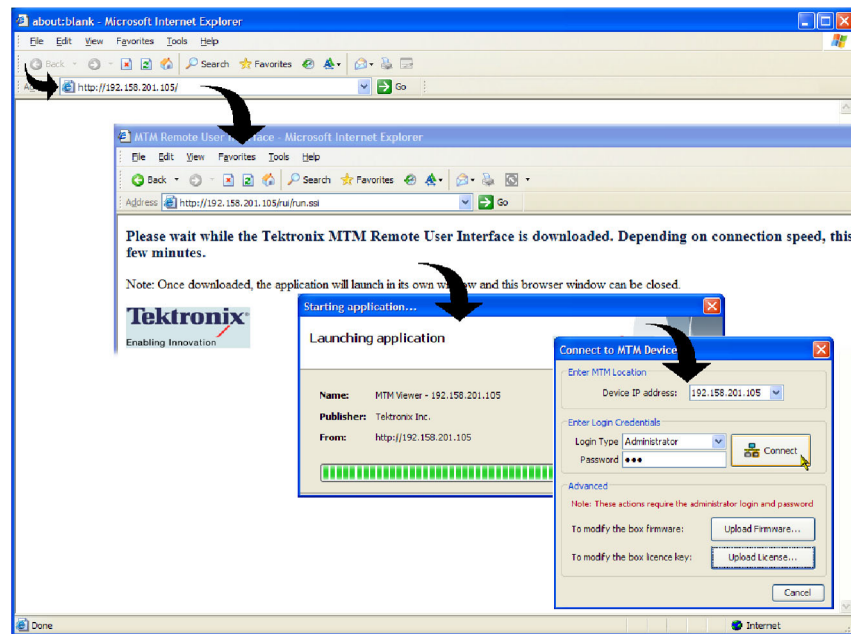 about:blank - Microsoft Internet Explorer
File Edit View Favorites Tools Help
Back Search Favorites
http://192.158.201.105/ Go
MTM Remote User Interface - Microsoft Internet Explorer
File Edit View Favorites Tools Help
Back Search Favorites
Address http://192.158.201.105/rui/run.ssi Go
Please wait while the Tektronix MTM Remote User Interface is downloaded. Depending on connection speed, this
few minutes.
Note: Once downloaded, the application will launch in its own window and this browser window can be closed.
Tektronix
Enabling Innovation
Starting application...
Launching application
Name: MTM Viewer - 192.158.201.105
Publisher: Tektronix Inc.
From: http://192.158.201.105
Connect to MTM Device
Enter MTM Location
Device IP address: 192.158.201.105
Enter Login Credentials
Login Type Administrator
Connect
Password
Advanced
Note: These actions require the administrator login and password
To modify the box firmware: Upload Firmware...
To modify the box licence key: Upload License...
Cancel
Done Internet